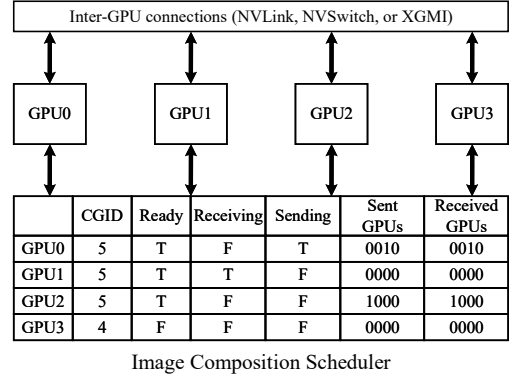 Inter-GPU connections (NVLink, NVSwitch, or XGMI)
GPU0 GPU1 GPU2 GPU3
CGID Ready Receiving Sending Sent GPUs Received GPUs
GPU0 5 T F T 0010 0010
GPU1 5 T T F 0000 0000
GPU2 5 T F F 1000 1000
GPU3 4 F F F 0000 0000
Image Composition Scheduler